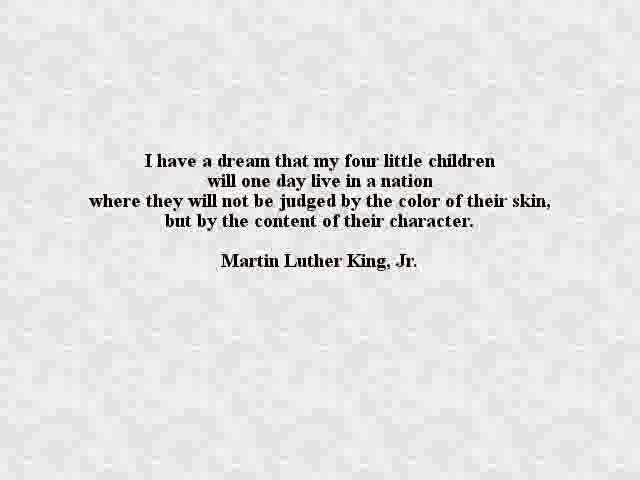 I have a dream that my four little children
will one day live in a nation
where they will not be judged by the color of their skin,
but by the content of their character.
Martin Luther King, Jr.